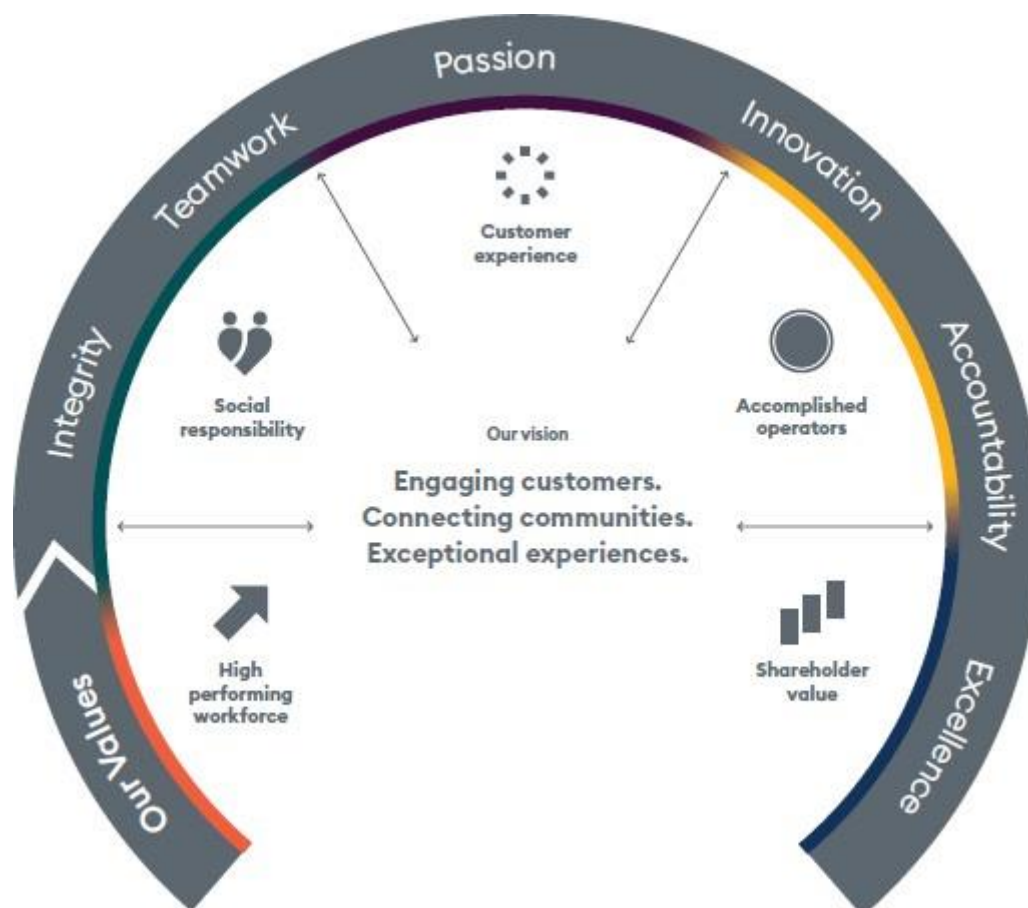 Our Values
Integrity
Teamwork
Passion
Innovation
Accountability
Excellence
Customer
experience
Social
responsibility
Accomplished
operators
Our vision
Engaging customers.
Connecting communities.
Exceptional experiences.
High
performing
workforce
Shareholder
value